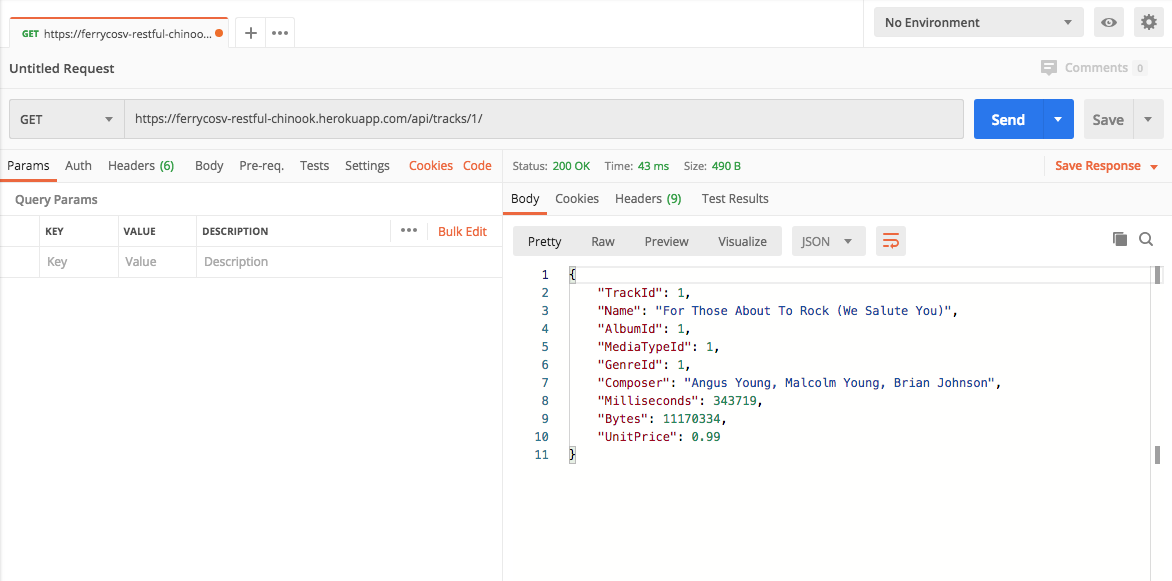 GET https://ferrycosv-restful-chinoo...
No Environment
Untitled Request
Comments 0
GET
https://ferrycosv-restful-chinook.herokuapp.com/api/tracks/1/
Send
Save
Params Auth Headers (6) Body Pre-req. Tests Settings Cookies Code
Status: 200 OK Time: 43 ms Size: 490 B Save Response
Query Params
Body Cookies Headers (9) Test Results
KEY VALUE DESCRIPTION ••• Bulk Edit
Key Value Description
Pretty Raw Preview Visualize JSON
1 {
2 "TrackId": 1,
3 "Name": "For Those About To Rock (We Salute You)",
4 "AlbumId": 1,
5 "MediaTypeId": 1,
6 "GenreId": 1,
7 "Composer": "Angus Young, Malcolm Young, Brian Johnson",
8 "Milliseconds": 343719,
9 "Bytes": 11170334,
10 "UnitPrice": 0.99
11 }